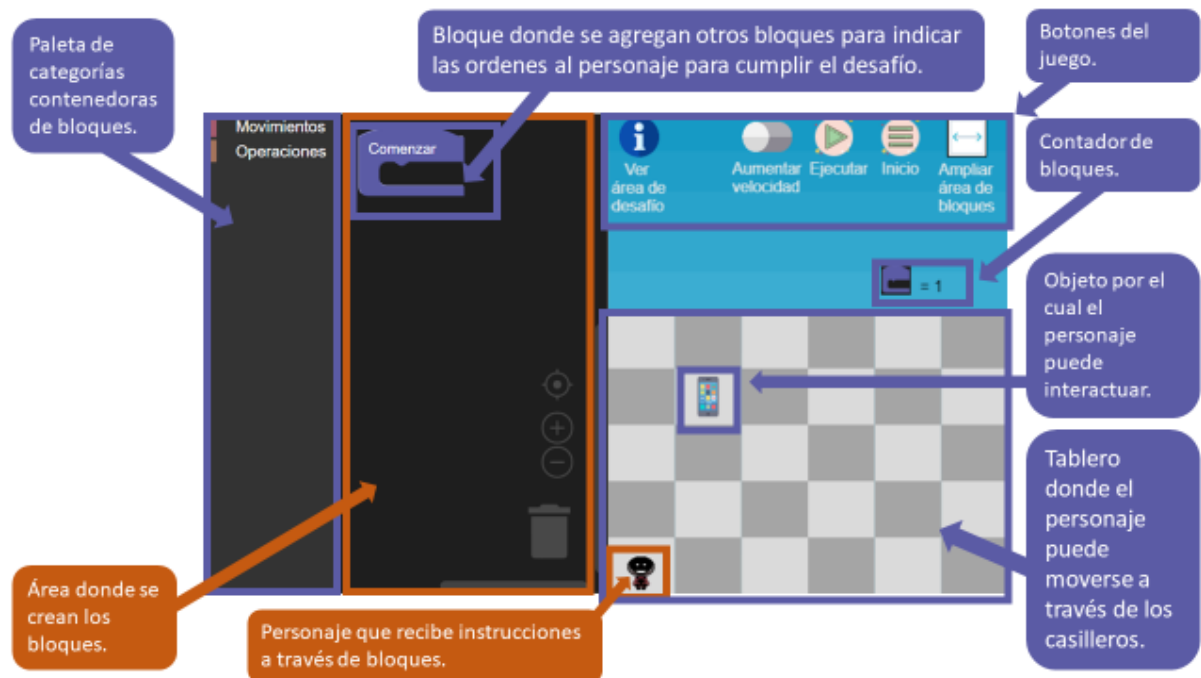 Paleta de
categorías
contenedoras
de bloques.
Bloque donde se agregan otros bloques para indicar
las ordenes al personaje para cumplir el desafío.
Botones del
juego.
Movimientos
Operaciones
Comenzar
Ver
área de
desafío
Aumentar
velocidad
Ejecutar
Inicio
Ampliar
área de
bloques
Contador de
bloques.
= 1
Objeto por el
cual el
personaje
puede
interactuar.
Tablero
donde el
personaje
puede
moverse a
través de los
casilleros.
Área donde se
crean los
bloques.
Personaje que recibe instrucciones
a través de bloques.